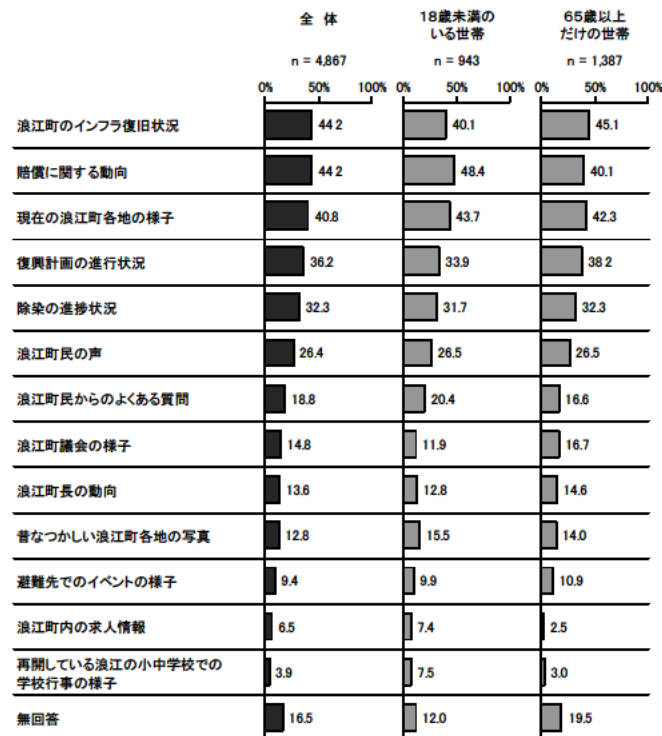 全 体
18歳未満の
いる世帯
65歳以上
だけの世帯
n = 4,867
n = 943
n = 1,387
0% 50% 100% 0% 50% 100% 0% 50% 100%
浪江町のインフラ復旧状況 44 2 40.1 45.1
賠償に関する動向 44 2 48.4 40.1
現在の浪江町各地の様子 40.8 43.7 42.3
復興計画の進行状況 36.2 33.9 38 2
除染の進捗状況 32.3 31.7 32.3
浪江町民の声 26.4 26.5 26.5
浪江町民からのよくある質問 18.8 20.4 16.6
浪江町議会の様子 14.8 11.9 16.7
浪江町長の動向 13.6 12.8 14.6
昔なつかしい浪江町各地の写真 12.8 15.5 14.0
避難先でのイベントの様子 9.4 9.9 10.9
浪江町内の求人情報 6.5 7.4 2.5
再開している浪江の小中学校での
学校行事の様子 3.9 7.5 3.0
無回答 16.5 12.0 19.5